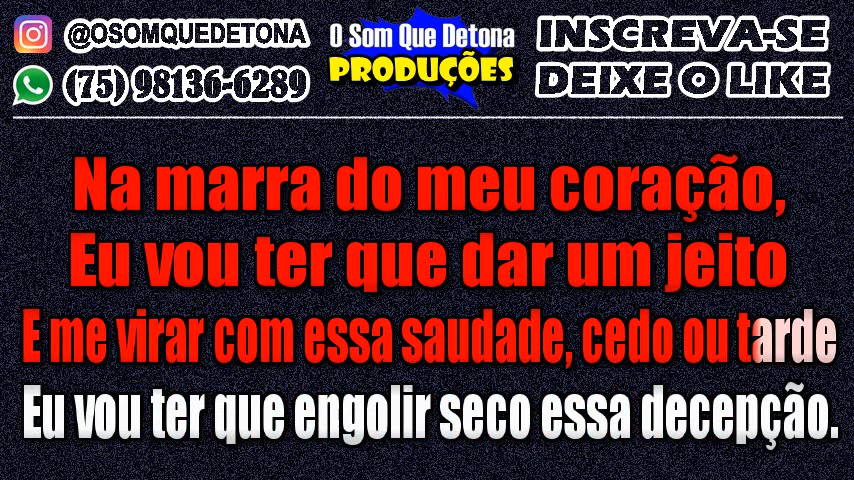 @OSOMQUEDETONA
(75) 98136-6289
O Som Que Detona
PRODUÇÕES
INSCREVA-SE
DEIXE O LIKE
Na marra do meu coração,
Eu vou ter que dar um jeito
E me virar com essa saudade, cedo ou tarde
Eu vou ter que engolir seco essa decepção.